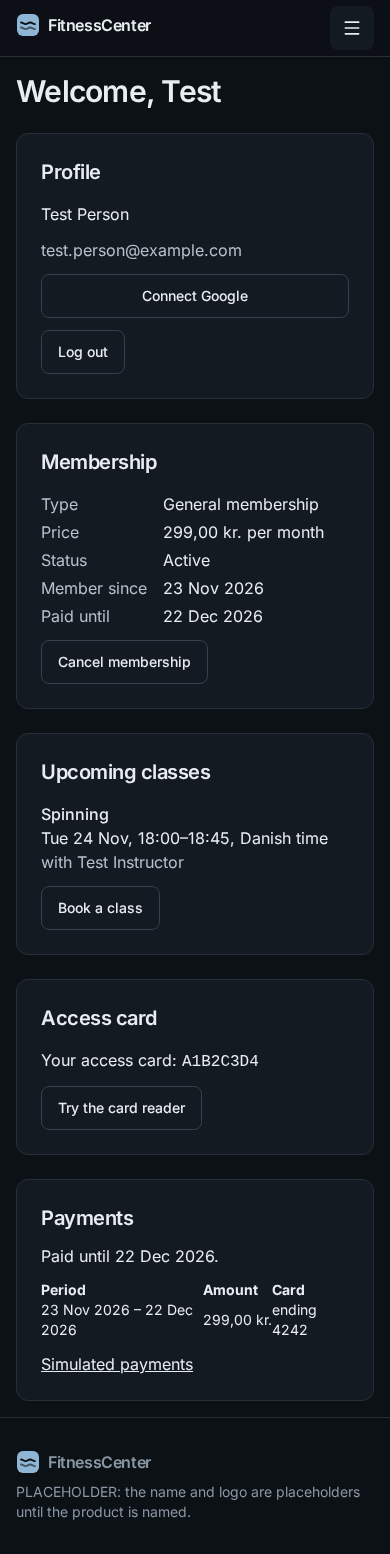 FitnessCenter
Welcome, Test
Profile
Test Person
test.person@example.com
Connect Google
Log out
Membership
Type General membership
Price 299,00 kr. per month
Status Active
Member since 23 Nov 2026
Paid until 22 Dec 2026
Cancel membership
Upcoming classes
Spinning
Tue 24 Nov, 18:00–18:45, Danish time
with Test Instructor
Book a class
Access card
Your access card: A1B2C3D4
Try the card reader
Payments
Paid until 22 Dec 2026.
Period Amount Card
23 Nov 2026 – 22 Dec 2026 299,00 kr. ending 4242
Simulated payments
FitnessCenter
PLACEHOLDER: the name and logo are placeholders
until the product is named.